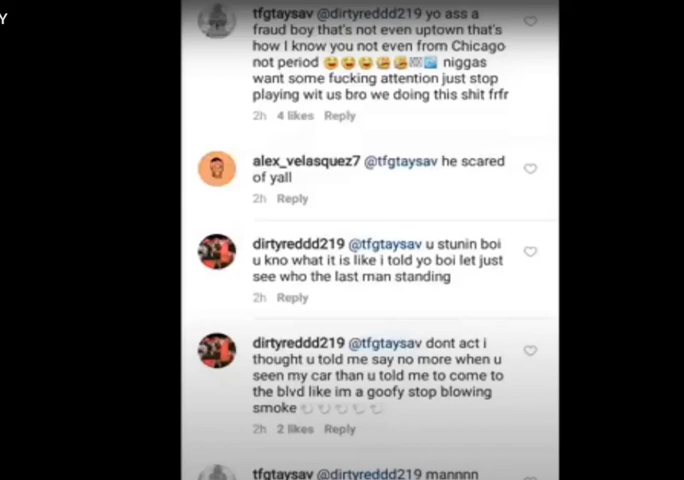 Y
tfgtaysav @dirtyreddd219 yo ass a
fraud boy that's not even uptown that's
how I know you not even from Chicago
not period 😂😂😂 niggas
want some fucking attention just stop
playing wit us bro we doing this shit frfr
2h 4 likes Reply
alex_velasquez7 @tfgtaysav he scared
of yall
2h Reply
dirtyreddd219 @tfgtaysav u stunin boi
u kno what it is like i told yo boi let just
see who the last man standing
2h Reply
dirtyreddd219 @tfgtaysav dont act i
thought u told me say no more when u
seen my car than u told me to come to
the blvd like im a goofy stop blowing
smoke
2h 2 likes Reply
tfgtaysav @dirtyreddd219 mannnn